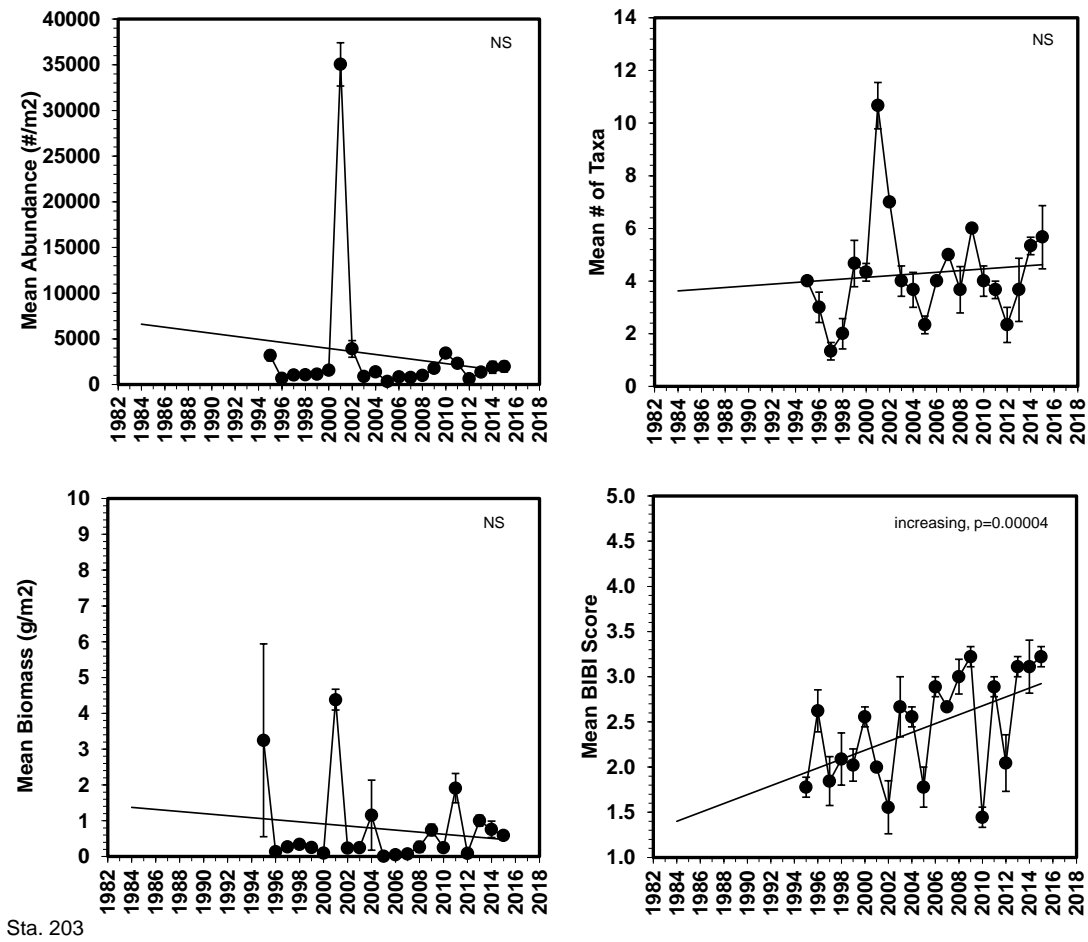 40000
35000
30000
25000
20000
15000
10000
5000
0
Mean Abundance (#/m2)
NS
1982 1984 1986 1988 1990 1992 1994 1996 1998 2000 2002 2004 2006 2008 2010 2012 2014 2016 2018
14
12
10
8
6
4
2
0
Mean # of Taxa
NS
1982 1984 1986 1988 1990 1992 1994 1996 1998 2000 2002 2004 2006 2008 2010 2012 2014 2016 2018
10
9
8
7
6
5
4
3
2
1
0
Mean Biomass (g/m2)
NS
1982 1984 1986 1988 1990 1992 1994 1996 1998 2000 2002 2004 2006 2008 2010 2012 2014 2016 2018
5.0
4.5
4.0
3.5
3.0
2.5
2.0
1.5
1.0
Mean BIBI Score
increasing, p=0.00004
1982 1984 1986 1988 1990 1992 1994 1996 1998 2000 2002 2004 2006 2008 2010 2012 2014 2016 2018
Sta. 203